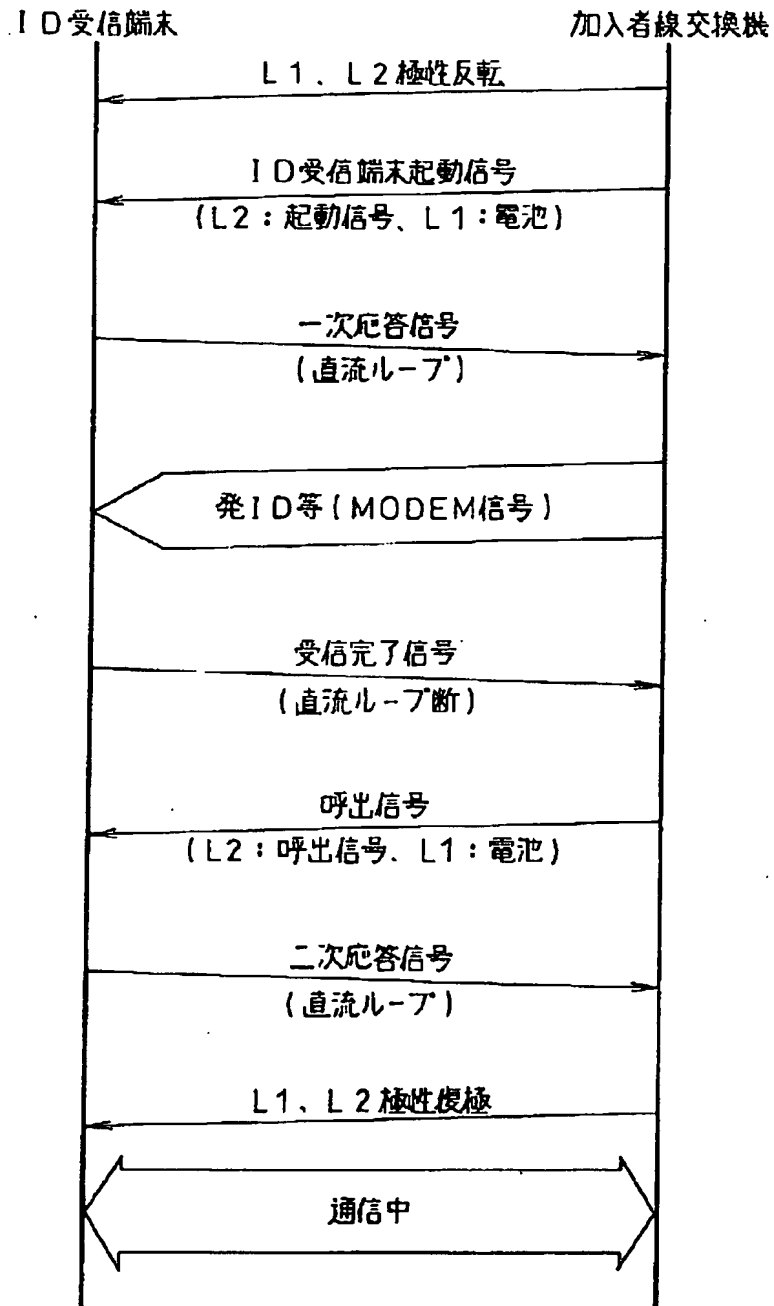 ID受信端末 加入者線交換機
L1、L2極性反転
ID受信端末起動信号
(L2:起動信号、L1:電池)
一次応答信号
(直流ループ)
発ID等(MODEM信号)
受信完了信号
(直流ループ断)
呼出信号
(L2:呼出信号、L1:電池)
二次応答信号
(直流ループ)
L1、L2極性復極
通信中